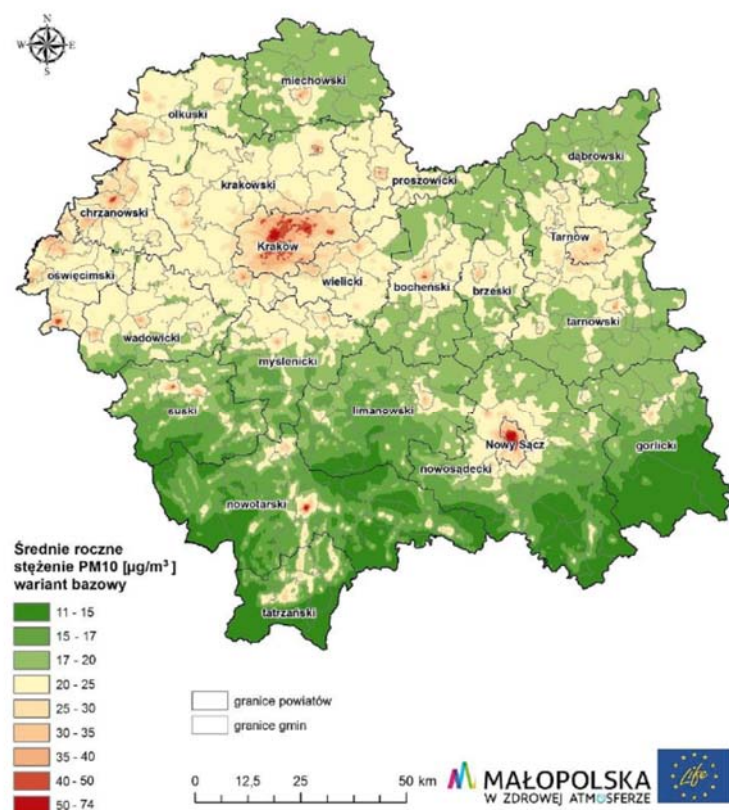 N
W E
S
miechowski
olkuski
dąbrowski
krakowski
proszowicki
chrzanowski
Tarnów
Kraków
oświęcimski
wielicki
bocheński
brzeski
tarnowski
wadowicki
myślenicki
suski
limanowski
Nowy Sącz
gorlicki
nowosądecki
nowotarski
tatrzański
Średnie roczne
stężenie PM10 [µg/m³]
wariant bazowy
11 - 15
15 - 17
17 - 20
20 - 25
25 - 30
30 - 35
35 - 40
40 - 50
50 - 74
granice powiatów
granice gmin
0 12,5 25 50 km
MAŁOPOLSKA
W ZDROWEJ ATMOSFERZE
Life